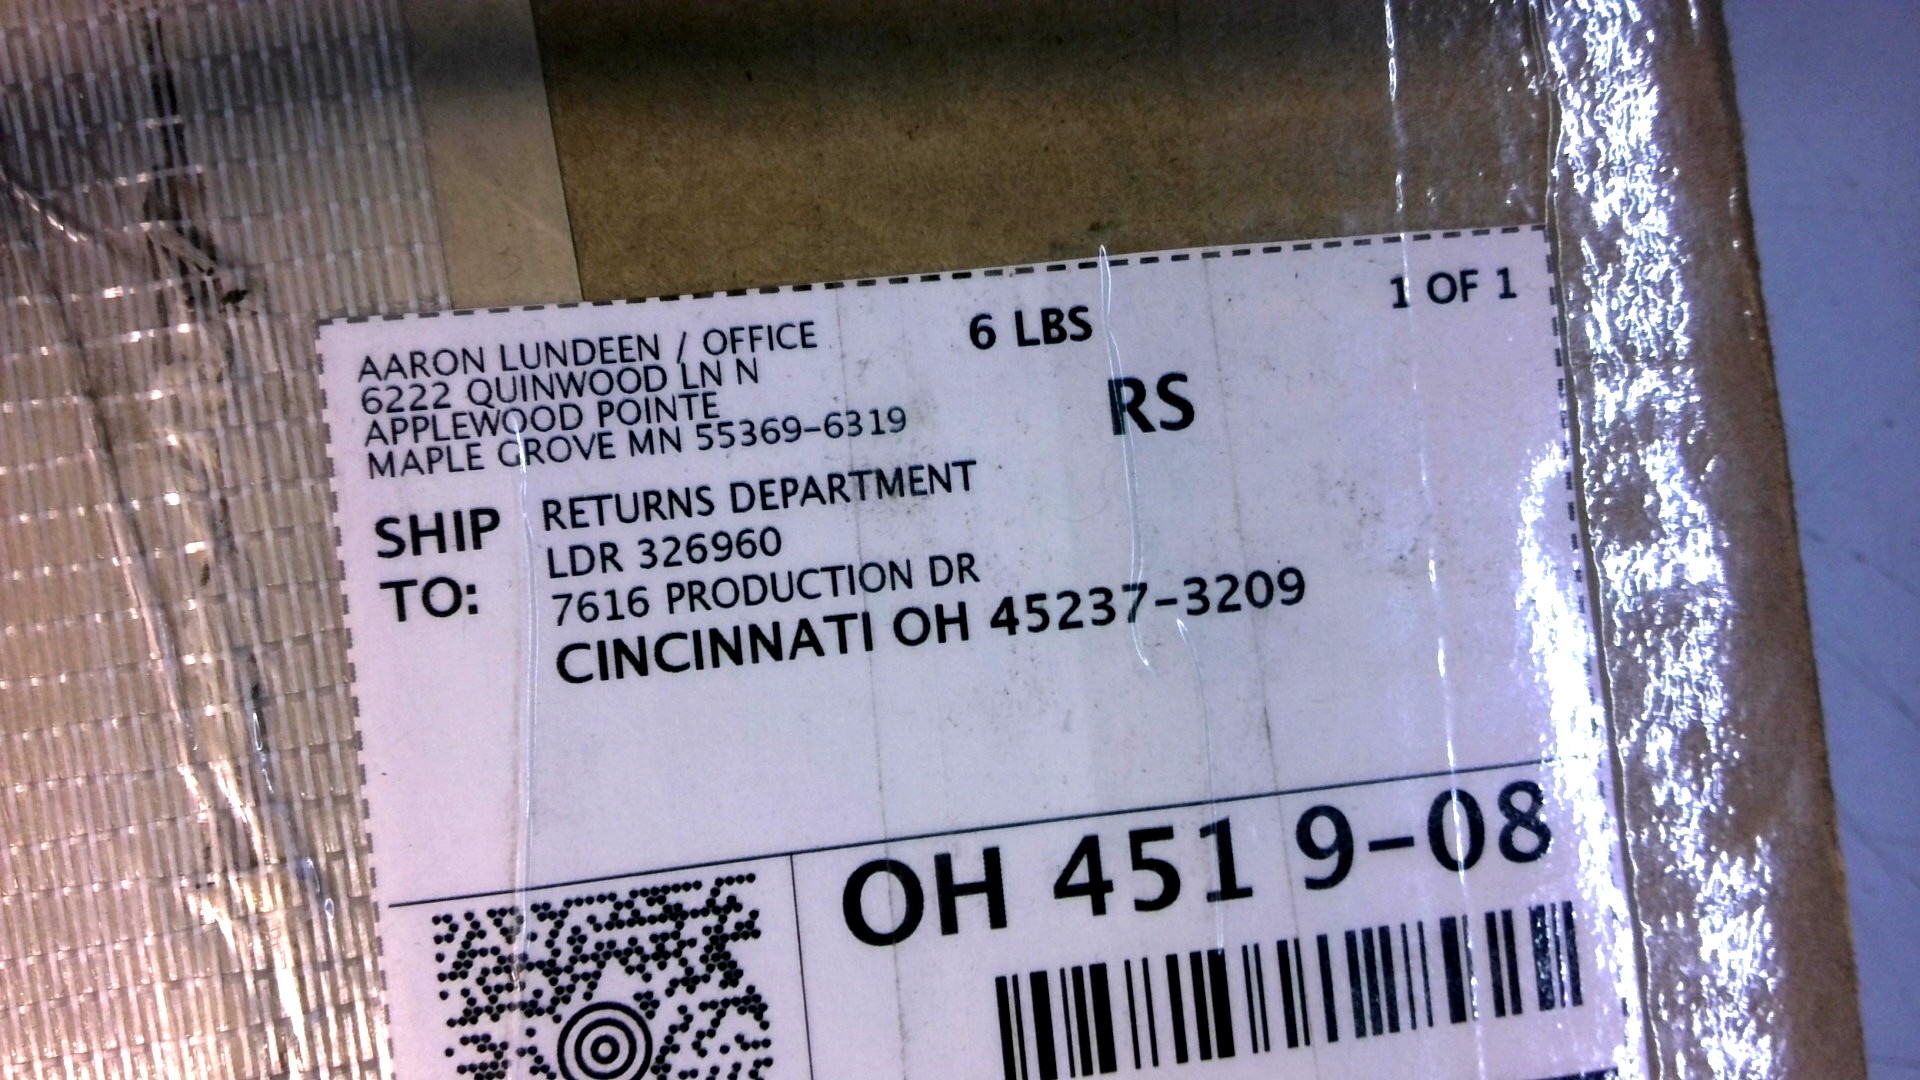 AARON LUNDEEN / OFFICE
6222 QUINWOOD LN N
APPLEWOOD POINTE
MAPLE GROVE MN 55369-6319
6 LBS
1 OF 1
RS
SHIP TO:
RETURNS DEPARTMENT
LDR 326960
7616 PRODUCTION DR
CINCINNATI OH 45237-3209
OH 451 9-08